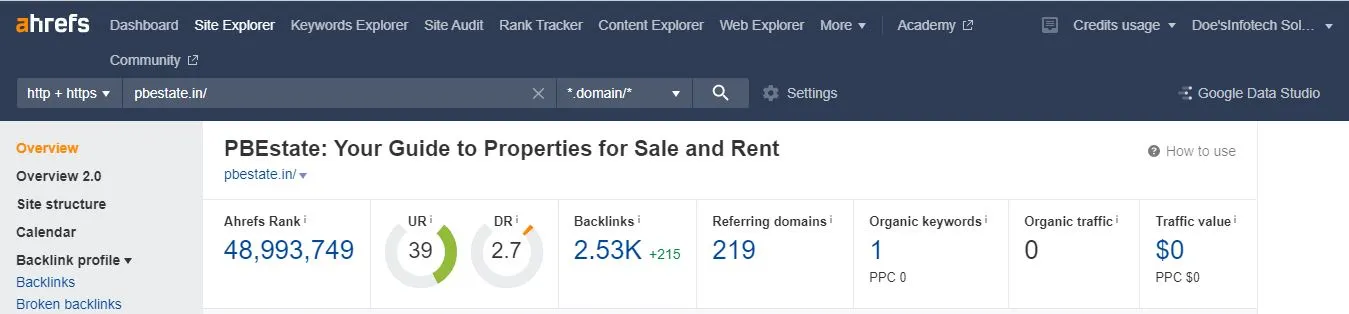 ahrefs Dashboard Site Explorer Keywords Explorer Site Audit Rank Tracker Content Explorer Web Explorer More Academy Credits usage Doe'sInfotech Sol...
Community
http + https pbestate.in/ *.domain/* Settings Google Data Studio
Overview
Overview 2.0
Site structure
Calendar
Backlink profile
Backlinks
Broken backlinks
PBEstate: Your Guide to Properties for Sale and Rent
How to use
pbestate.in/
Ahrefs Rank i
48,993,749
UR i
39
DR i
2.7
Backlinks i
2.53K +215
Referring domains i
219
Organic keywords i
1
PPC 0
Organic traffic i
0
Traffic value i
$0
PPC $0